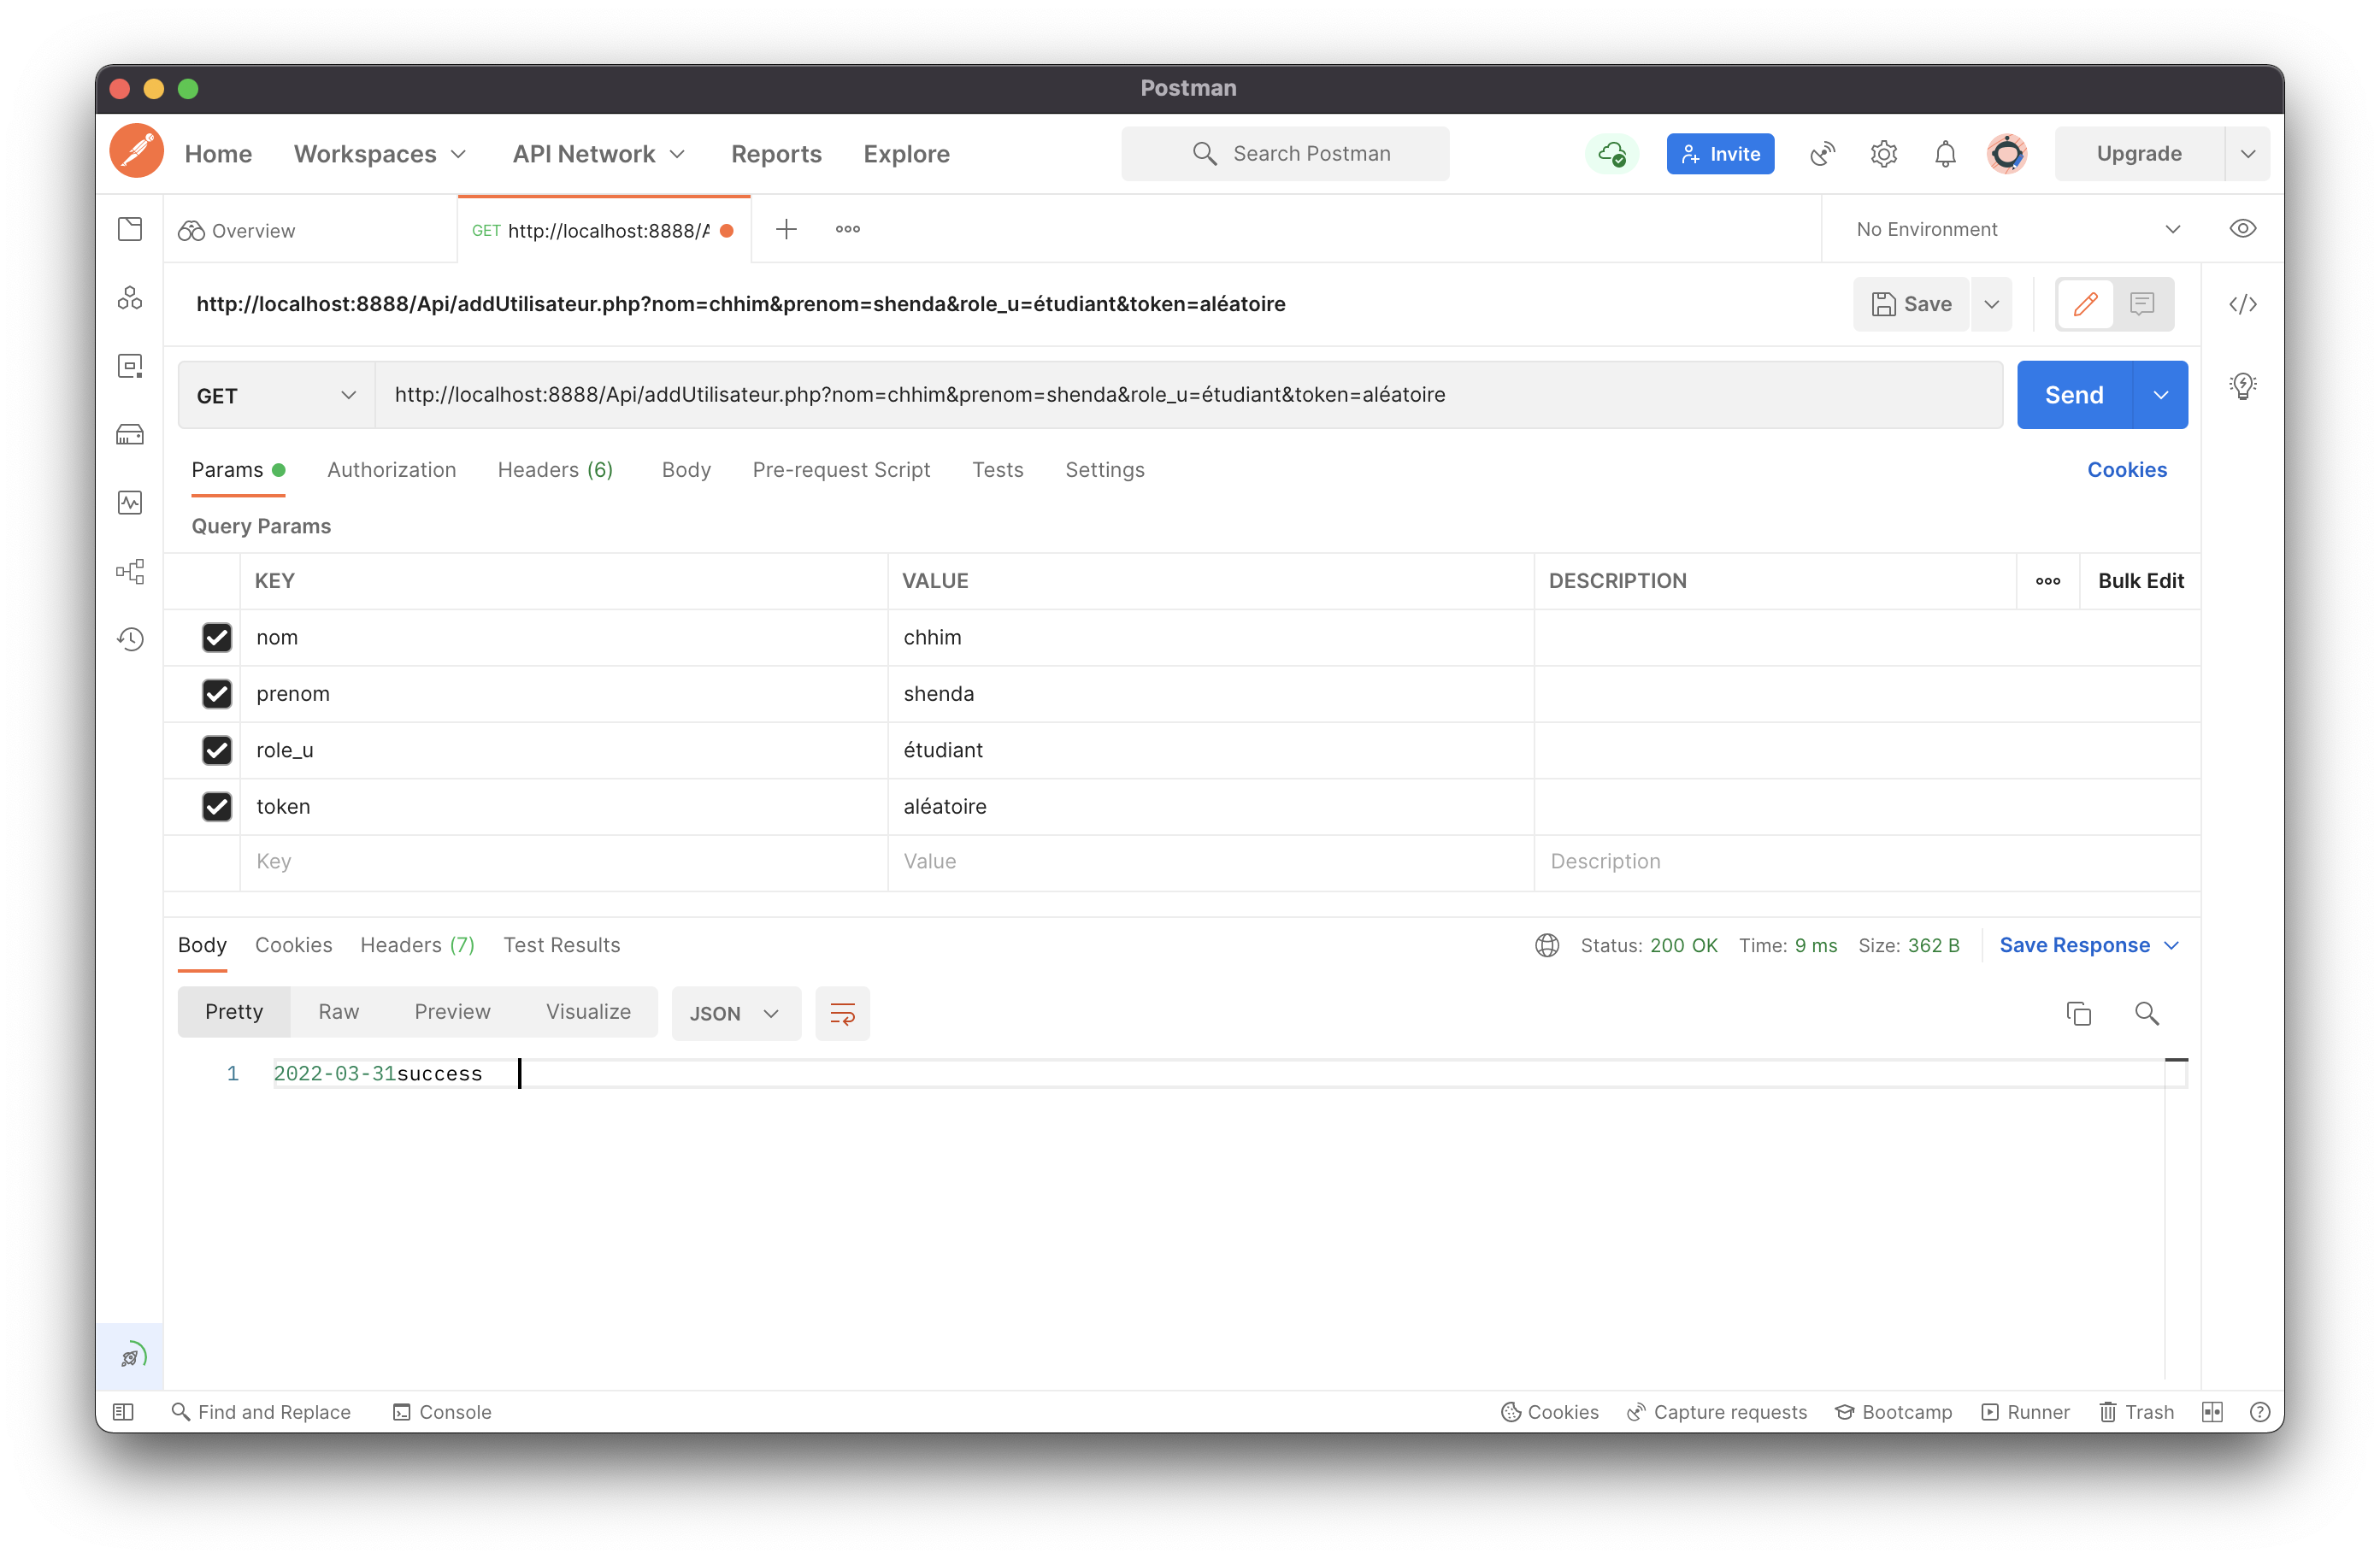 Postman
Home Workspaces API Network Reports Explore Search Postman Invite Upgrade
Overview GET http://localhost:8888/A No Environment
http://localhost:8888/Api/addUtilisateur.php?nom=chhim&prenom=shenda&role_u=étudiant&token=aléatoire Save
GET http://localhost:8888/Api/addUtilisateur.php?nom=chhim&prenom=shenda&role_u=étudiant&token=aléatoire Send
Params Authorization Headers (6) Body Pre-request Script Tests Settings Cookies
Query Params
KEY VALUE DESCRIPTION Bulk Edit
nom chhim
prenom shenda
role_u étudiant
token aléatoire
Key Value Description
Body Cookies Headers (7) Test Results Status: 200 OK Time: 9 ms Size: 362 B Save Response
Pretty Raw Preview Visualize JSON
1 2022-03-31success
Find and Replace Console Cookies Capture requests Bootcamp Runner Trash